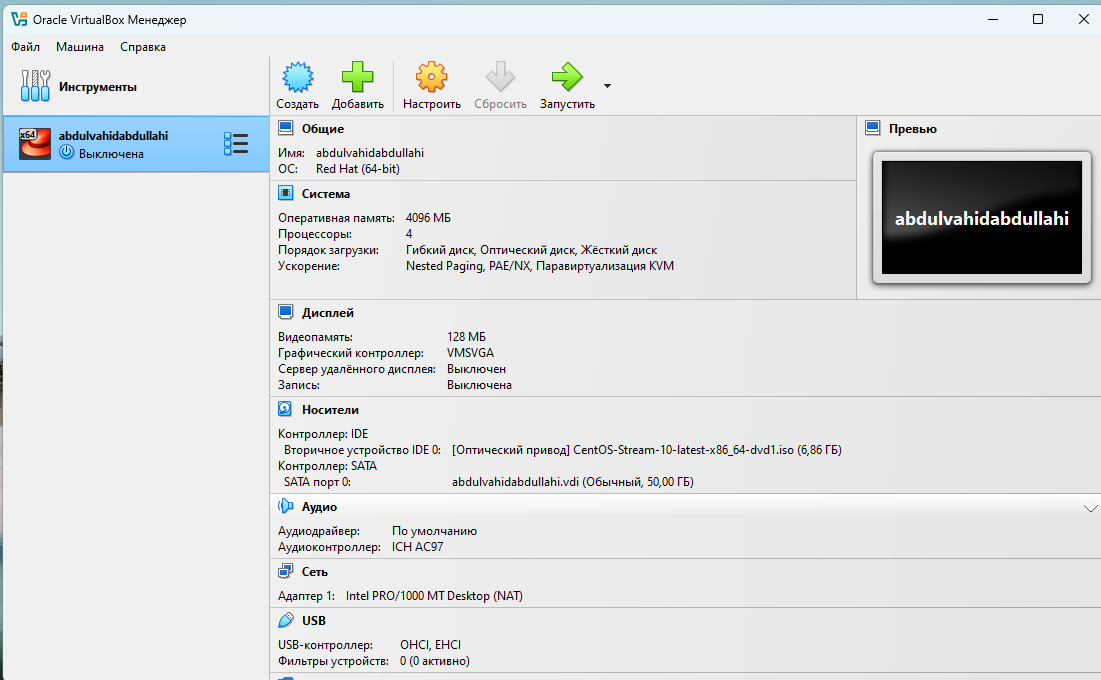 Oracle VirtualBox Менеджер
Файл Машина Справка
Инструменты
Создать Добавить Настроить Сбросить Запустить
x64
abdulvahidabdullahi
Выключена
Общие
Имя: abdulvahidabdullahi
ОС: Red Hat (64-bit)
Превью
abdulvahidabdullahi
Система
Оперативная память: 4096 МБ
Процессоры: 4
Порядок загрузки: Гибкий диск, Оптический диск, Жёсткий диск
Ускорение: Nested Paging, PAE/NX, Паравиртуализация KVM
Дисплей
Видеопамять: 128 МБ
Графический контроллер: VMSVGA
Сервер удалённого дисплея: Выключен
Запись: Выключена
Носители
Контроллер: IDE
Вторичное устройство IDE 0: [Оптический привод] CentOS-Stream-10-latest-x86_64-dvd1.iso (6,86 ГБ)
Контроллер: SATA
SATA порт 0: abdulvahidabdullahi.vdi (Обычный, 50,00 ГБ)
Аудио
Аудиодрайвер: По умолчанию
Аудиоконтроллер: ICH AC97
Сеть
Адаптер 1: Intel PRO/1000 MT Desktop (NAT)
USB
USB-контроллер: OHCI, EHCI
Фильтры устройств: 0 (0 активно)